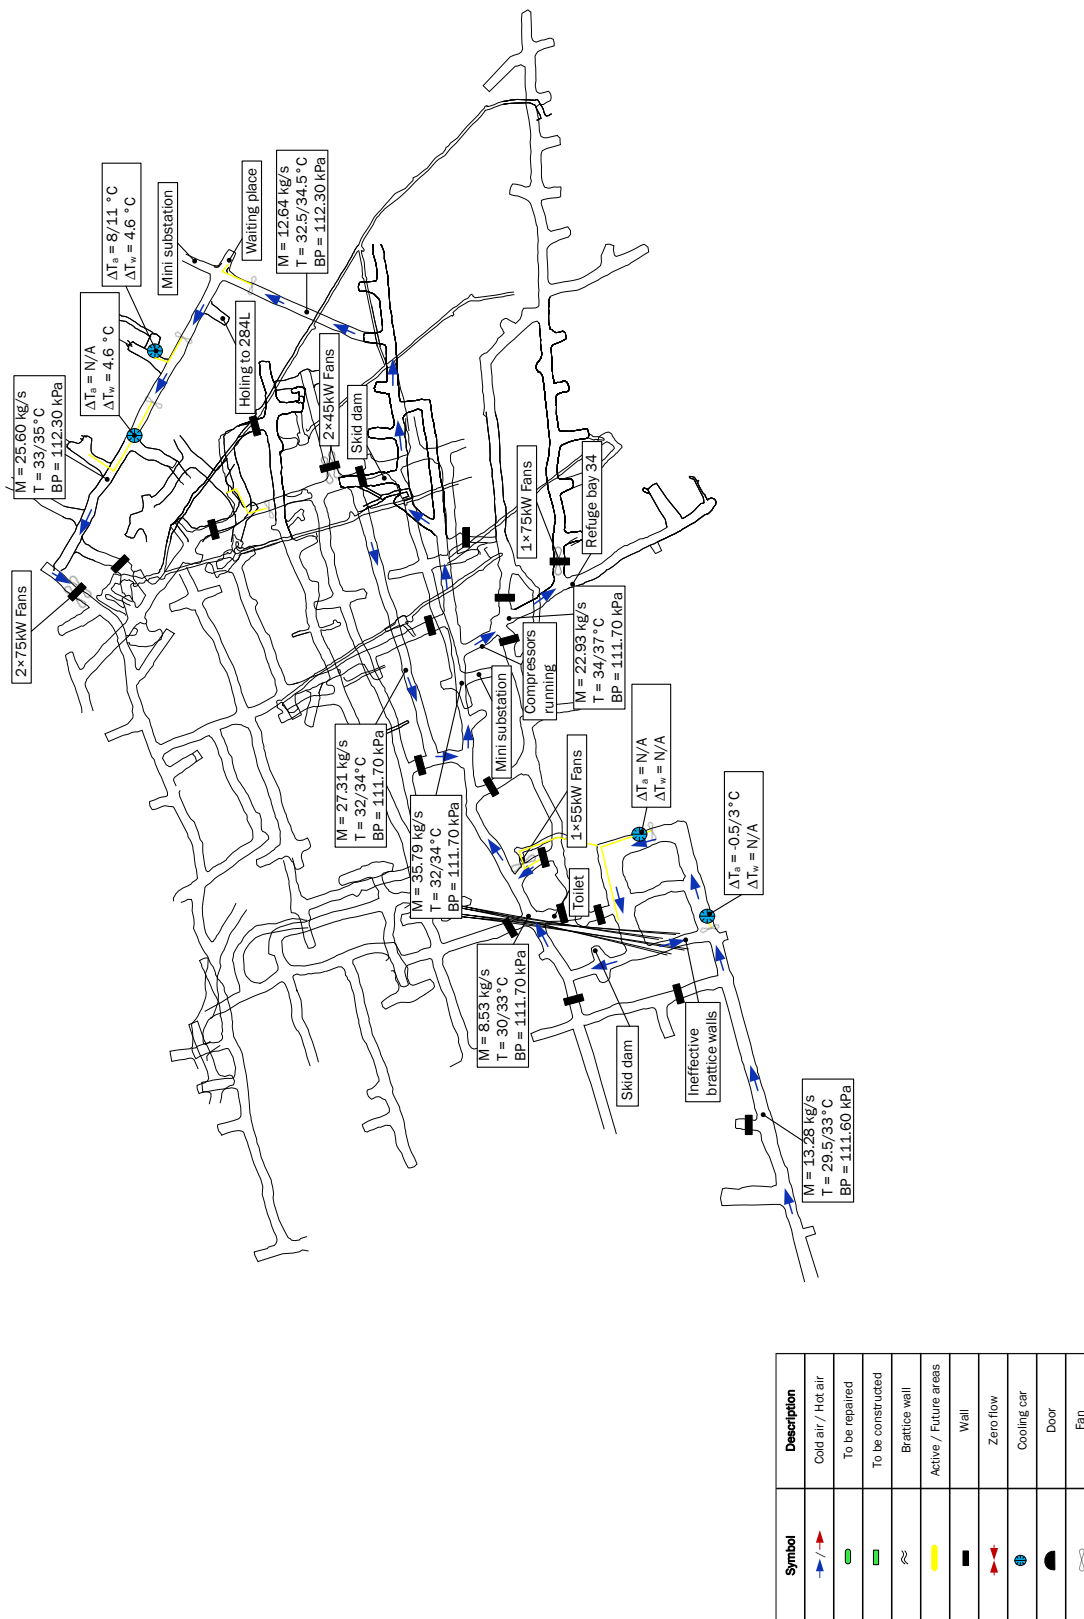 ΔTₐ = 8/11 °C
ΔT_w = 4.6 °C
Mini substation
Waiting place
M = 12.64 kg/s
T = 32.5/34.5°C
BP = 112.30 kPa
ΔTₐ = N/A
ΔT_w = 4.6 °C
M = 25.60 kg/s
T = 33/35°C
BP = 112.30 kPa
Holing to 284L
2×45kW Fans
Skid dam
2×75kW Fans
1×75kW Fans
Refuge bay 34
M = 22.93 kg/s
T = 34/37°C
BP = 111.70 kPa
Compressors
running
Mini substation
M = 27.31 kg/s
T = 32/34°C
BP = 111.70 kPa
M = 35.79 kg/s
T = 32/34°C
BP = 111.70 kPa
1×55kW Fans
ΔTₐ = N/A
ΔT_w = N/A
ΔTₐ = -0.5/3°C
ΔT_w = N/A
Toilet
M = 8.53 kg/s
T = 30/33°C
BP = 111.70 kPa
Skid dam
Ineffective
brattice walls
M = 13.28 kg/s
T = 29.5/33°C
BP = 111.60 kPa
Symbol Description
/ Cold air / Hot air
To be repaired
To be constructed
Brattice wall
Active / Future areas
Wall
Zero flow
Cooling car
Door
Fan